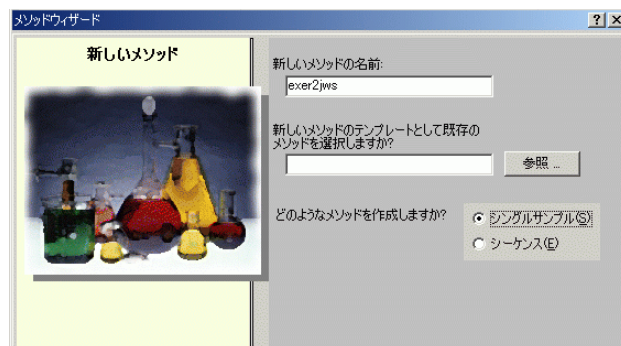 メソッドウィザード
新しいメソッド
新しいメソッドの名前:
exer2jws
新しいメソッドのテンプレートとして既存の
メソッドを選択しますか?
参照 ...
どのようなメソッドを作成しますか?
シングルサンプル(S)
シーケンス(E)